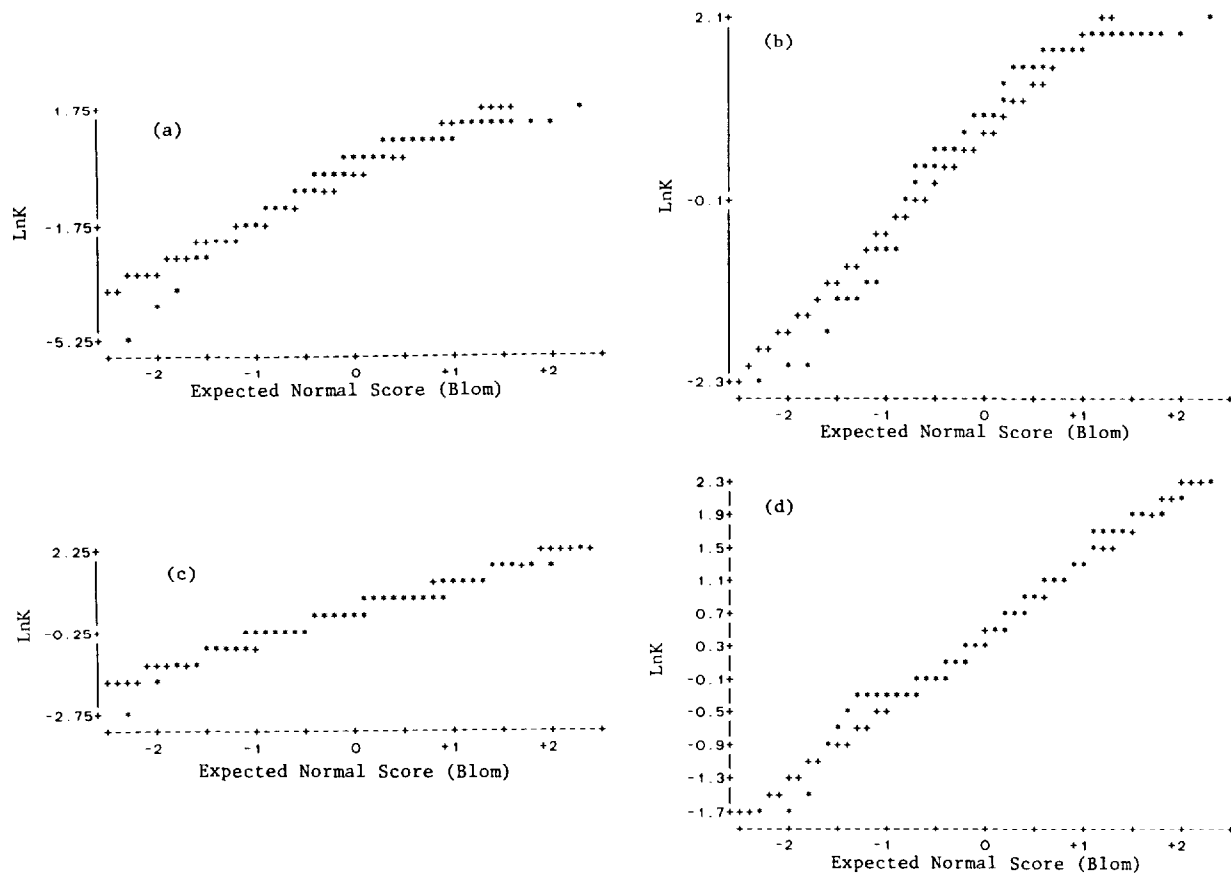 (a)
LnK
1.75
-1.75
-5.25
-2 -1 0 +1 +2
Expected Normal Score (Blom)
(b)
LnK
2.1
-0.1
-2.3
-2 -1 0 +1 +2
Expected Normal Score (Blom)
(c)
LnK
2.25
-0.25
-2.75
-2 -1 0 +1 +2
Expected Normal Score (Blom)
(d)
LnK
2.3
1.9
1.5
1.1
0.7
0.3
-0.1
-0.5
-0.9
-1.3
-1.7
-2 -1 0 +1 +2
Expected Normal Score (Blom)